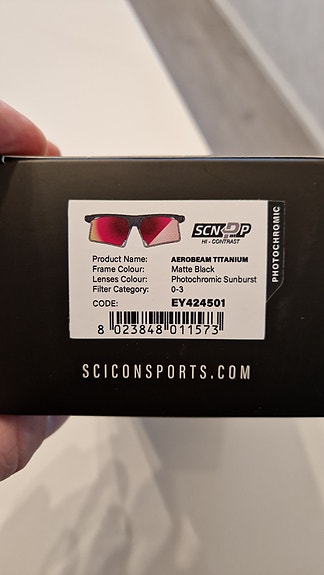 SCNPP
HI - CONTRAST
PHOTOCHROMIC
Product Name: AEROBEAM TITANIUM
Frame Colour: Matte Black
Lenses Colour: Photochromic Sunburst
Filter Category: 0-3
CODE: EY424501
8 023848 011573
SCICONSPORTS.COM